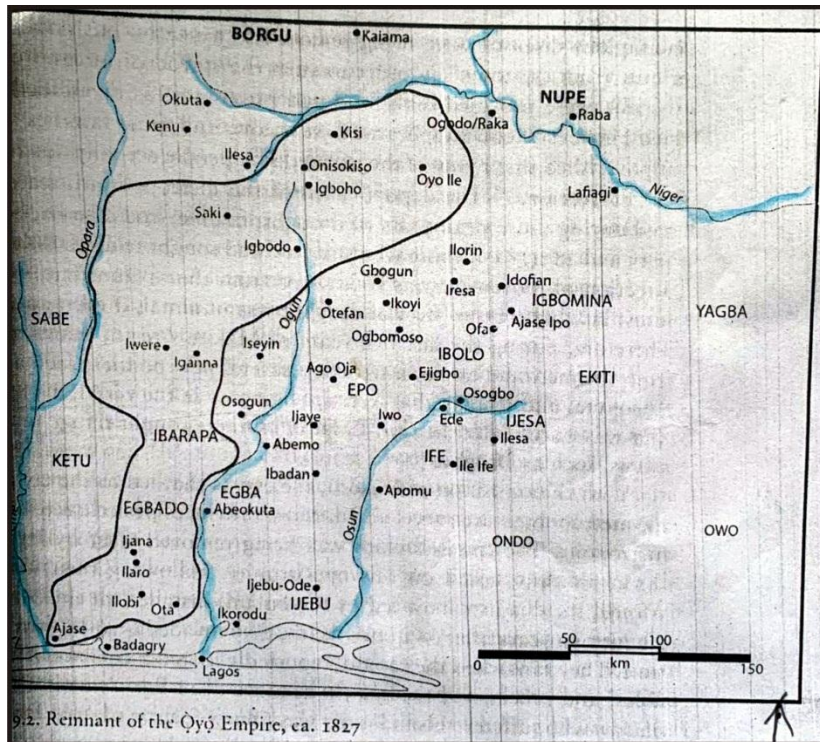 BORGU
Kaiama
Okuta
NUPE
Ogodo/Raka
Raba
Kenu
Kisi
Ilesa
Onisokiso
Oyo Ile
Igboho
Lafiagi
Niger
Saki
Opara
Igbodo
Ilorin
Gbogun
Iresa
Idofian
Ogun
Otefan
Ikoyi
IGBOMINA
YAGBA
SABE
Ajase Ipo
Ogbomoso
Ofa
Iwere
Iganna
Iseyin
IBOLO
Ago Oja
Ejigbo
EKITI
EPO
Osogbo
Osogun
Ede
Ijaye
Iwo
IJESA
IBARAPA
Ilesa
Abemo
KETU
IFE
Ile Ife
Ibadan
EGBA
Apomu
EGBADO
Abeokuta
Osun
ONDO
OWO
Ijana
Ilaro
Ijebu-Ode
Ilobi
Ota
IJEBU
Ikorodu
Ajase
Badagry
Lagos
0 50 100 150
km
9.2. Remnant of the Ọyọ Empire, ca. 1827